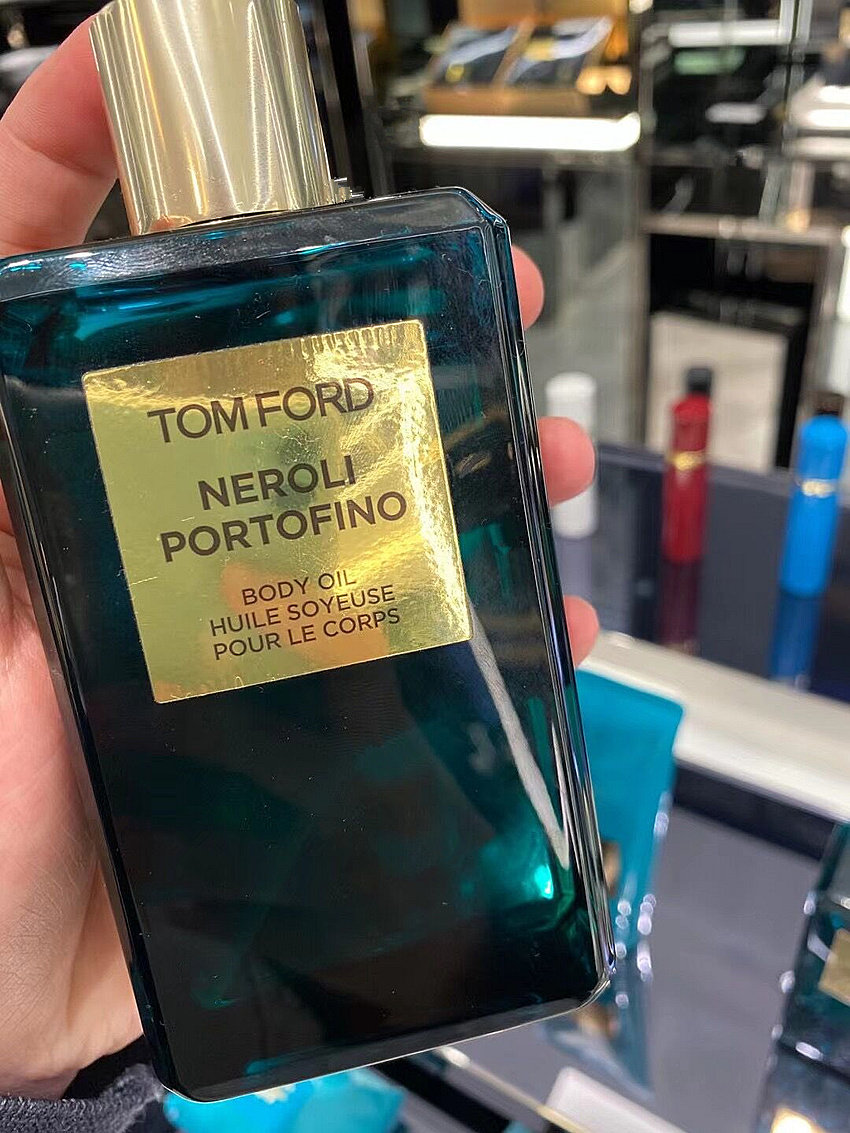 TOM FORD
NEROLI
PORTOFINO
BODY OIL
HUILE SOYEUSE
POUR LE CORPS